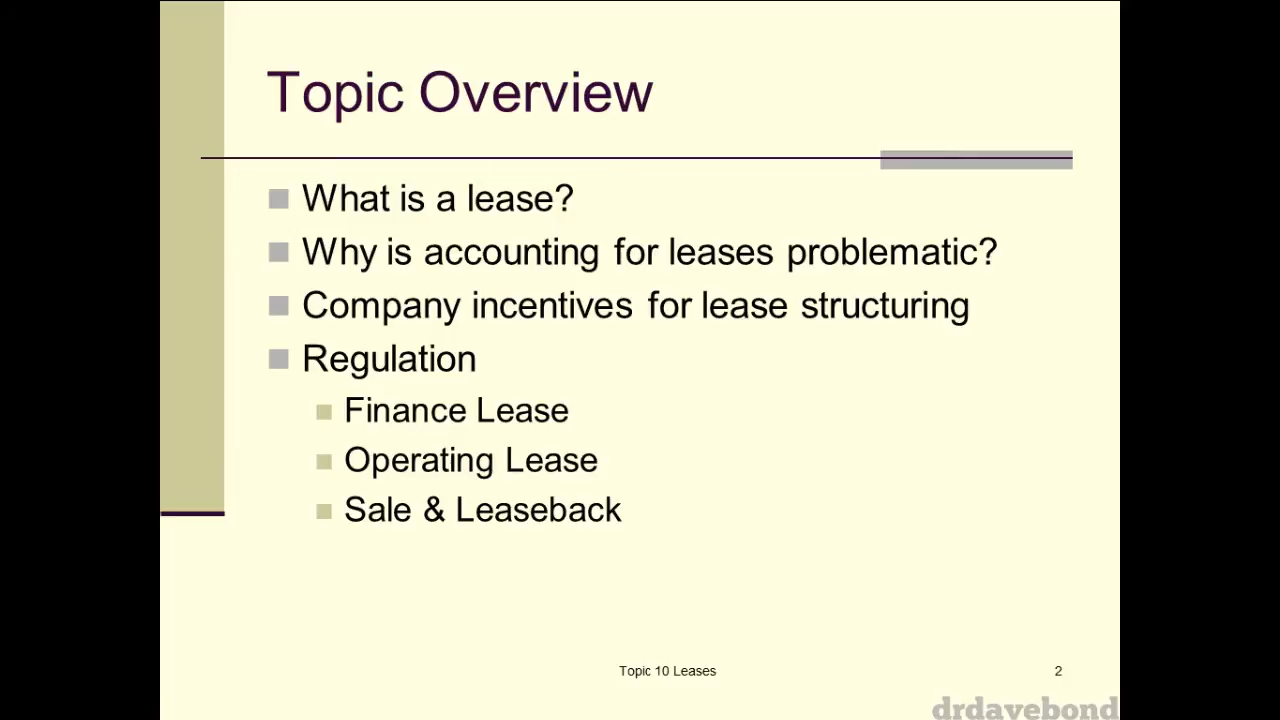 Topic Overview
What is a lease?
Why is accounting for leases problematic?
Company incentives for lease structuring
Regulation
Finance Lease
Operating Lease
Sale & Leaseback
Topic 10 Leases
2
drdavebond